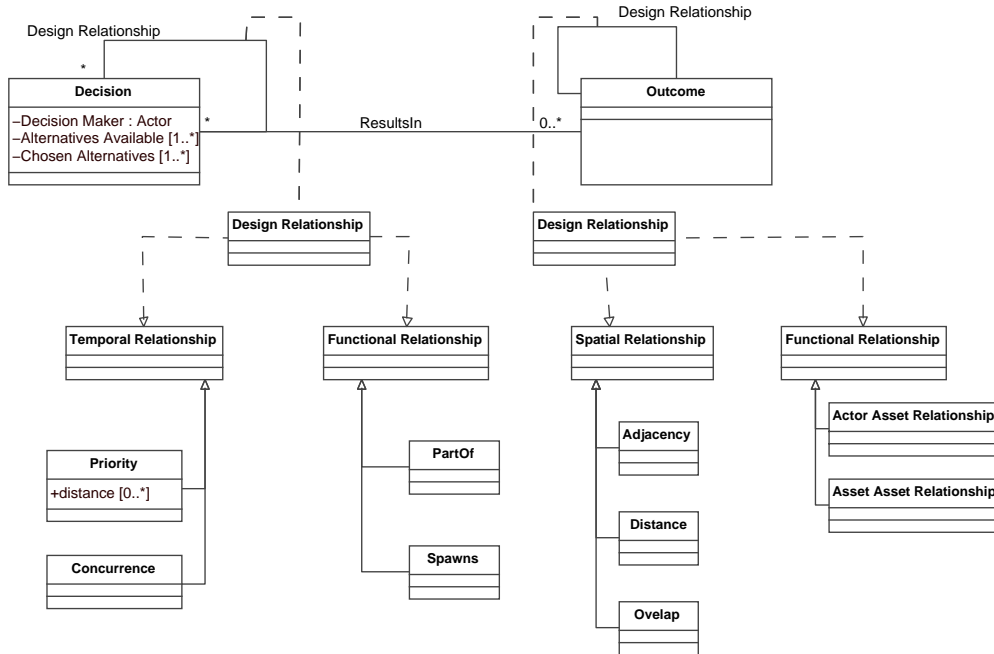 Design Relationship
Design Relationship
*
Decision
−Decision Maker : Actor
−Alternatives Available [1..*]
−Chosen Alternatives [1..*]
*
ResultsIn
0..*
Outcome
Design Relationship
Design Relationship
Temporal Relationship
Functional Relationship
Spatial Relationship
Functional Relationship
Priority
+distance [0..*]
Concurrence
PartOf
Spawns
Adjacency
Distance
Ovelap
Actor Asset Relationship
Asset Asset Relationship